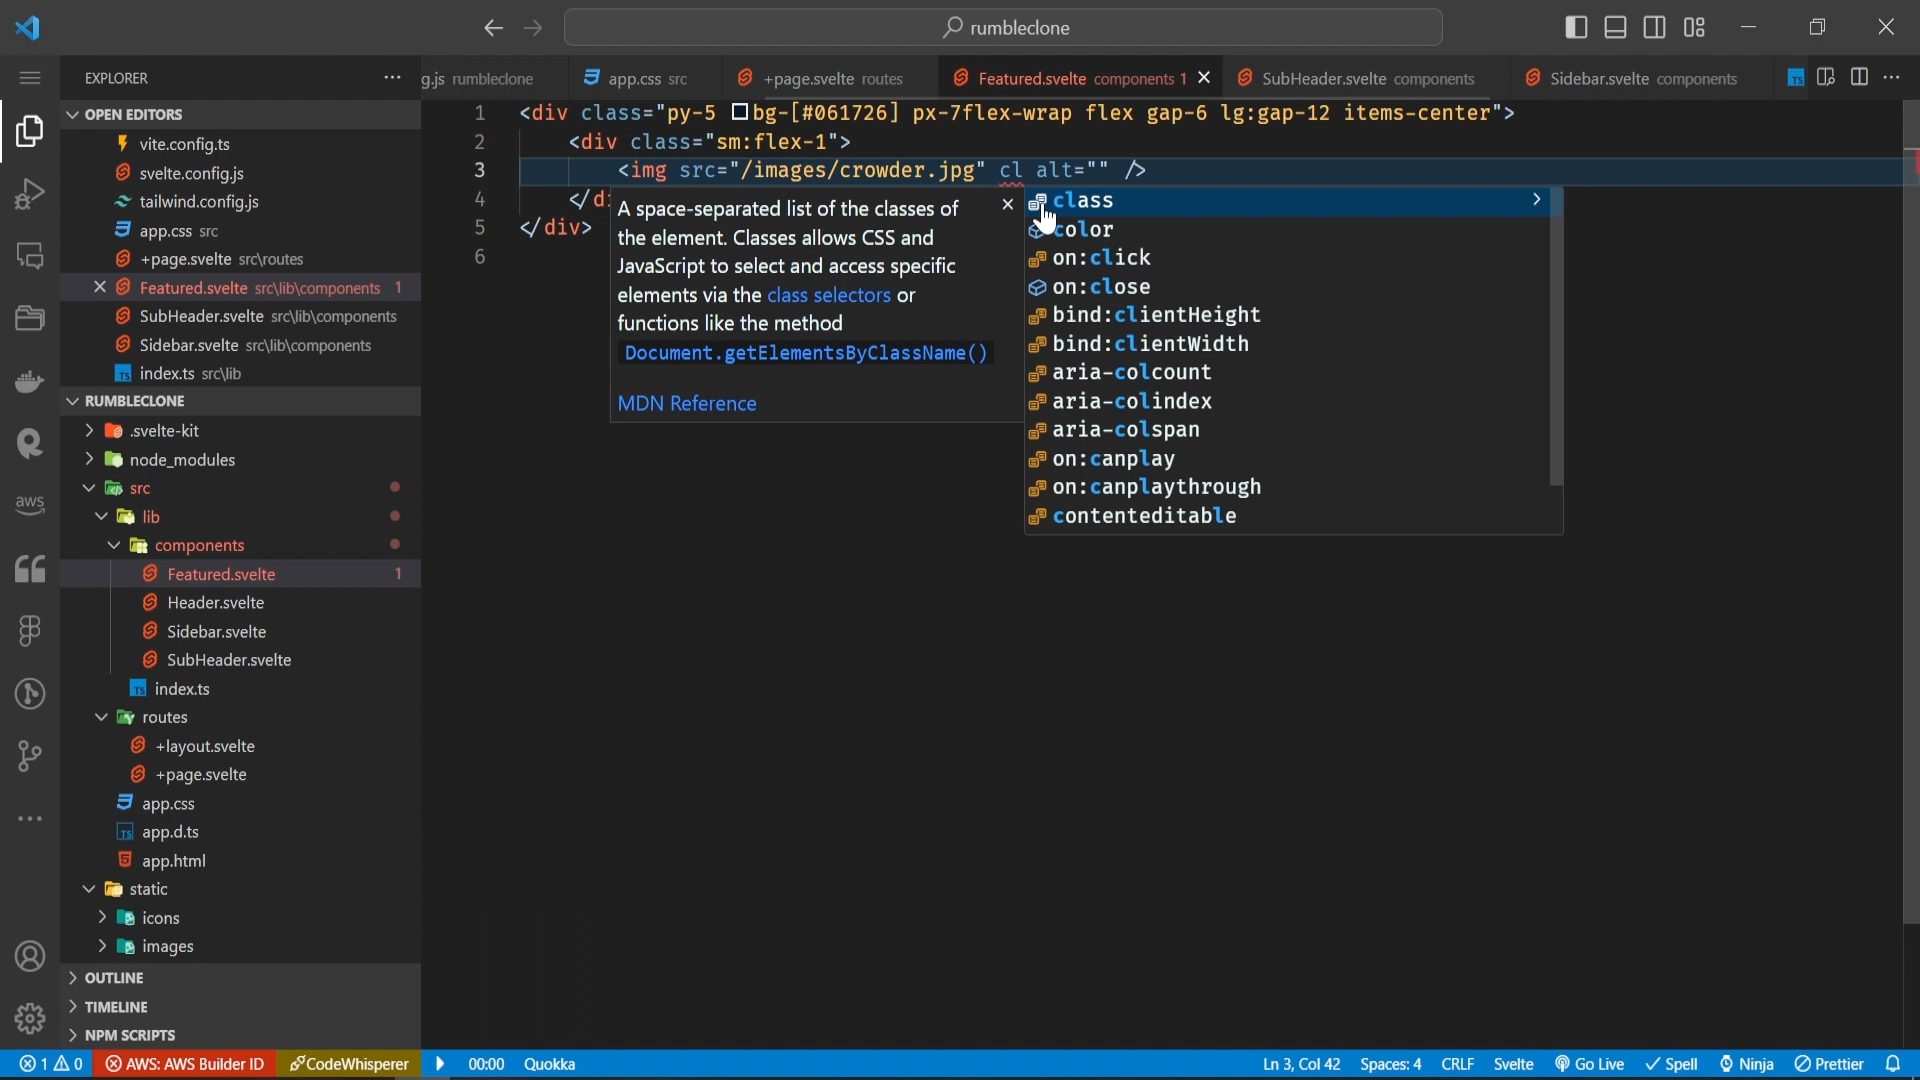 rumbleclone
EXPLORER
g.js rumbleclone
app.css src
+page.svelte routes
Featured.svelte components 1
SubHeader.svelte components
Sidebar.svelte components
OPEN EDITORS
vite.config.ts
svelte.config.js
tailwind.config.js
app.css src
+page.svelte src\routes
Featured.svelte src\lib\components 1
SubHeader.svelte src\lib\components
Sidebar.svelte src\lib\components
TS index.ts src\lib
RUMBLECLONE
.svelte-kit
node_modules
src
lib
components
Featured.svelte 1
Header.svelte
Sidebar.svelte
SubHeader.svelte
TS index.ts
routes
+layout.svelte
+page.svelte
app.css
TS app.d.ts
app.html
static
icons
images
OUTLINE
TIMELINE
NPM SCRIPTS
aws
1 <div class="py-5 bg-[#061726] px-7flex-wrap flex gap-6 lg:gap-12 items-center">
2 <div class="sm:flex-1">
3 <img src="/images/crowder.jpg" cl alt="" />
4 </di
5 </div>
6
A space-separated list of the classes of
the element. Classes allows CSS and
JavaScript to select and access specific
elements via the class selectors or
functions like the method
Document.getElementsByClassName()
MDN Reference
class
color
on:click
on:close
bind:clientHeight
bind:clientWidth
aria-colcount
aria-colindex
aria-colspan
on:canplay
on:canplaythrough
contenteditable
1 0 AWS: AWS Builder ID CodeWhisperer 00:00 Quokka Ln 3, Col 42 Spaces: 4 CRLF Svelte Go Live Spell Ninja Prettier